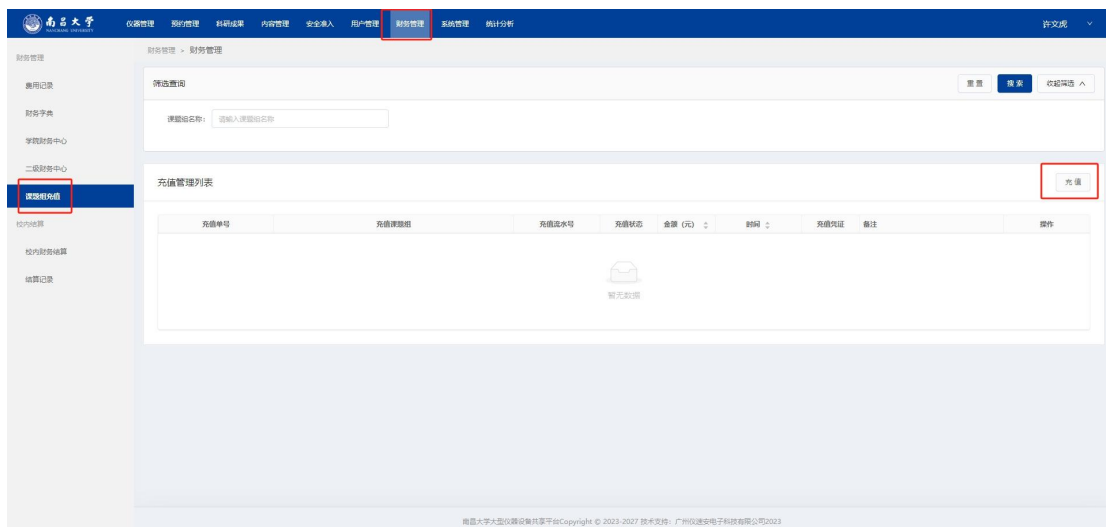 南昌大学 仪器管理 预约管理 科研成果 内容管理 安全准入 用户管理 财务管理 系统管理 统计分析 许文虎
NANCHANG UNIVERSITY
财务管理 > 财务管理
财务管理
费用记录
财务字典
学院财务中心
二级财务中心
课题组充值
校内结算
校内财务结算
结算记录
筛选查询 重置 搜索 收起筛选
课题组名称: 请输入课题组名称
充值管理列表 充值
充值单号 充值课题组 充值流水号 充值状态 金额（元） 时间 充值凭证 备注 操作
暂无数据
南昌大学大型仪器设备共享平台Copyright © 2023-2027 技术支持：广州仪速安电子科技有限公司2023